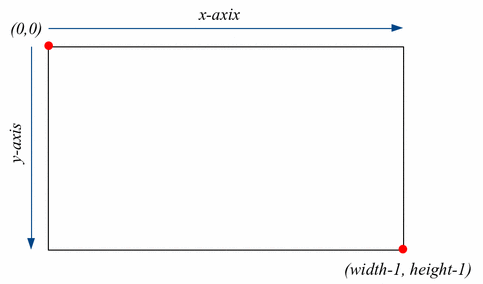 x-axix
(0,0)
y-axis
(width-1, height-1)